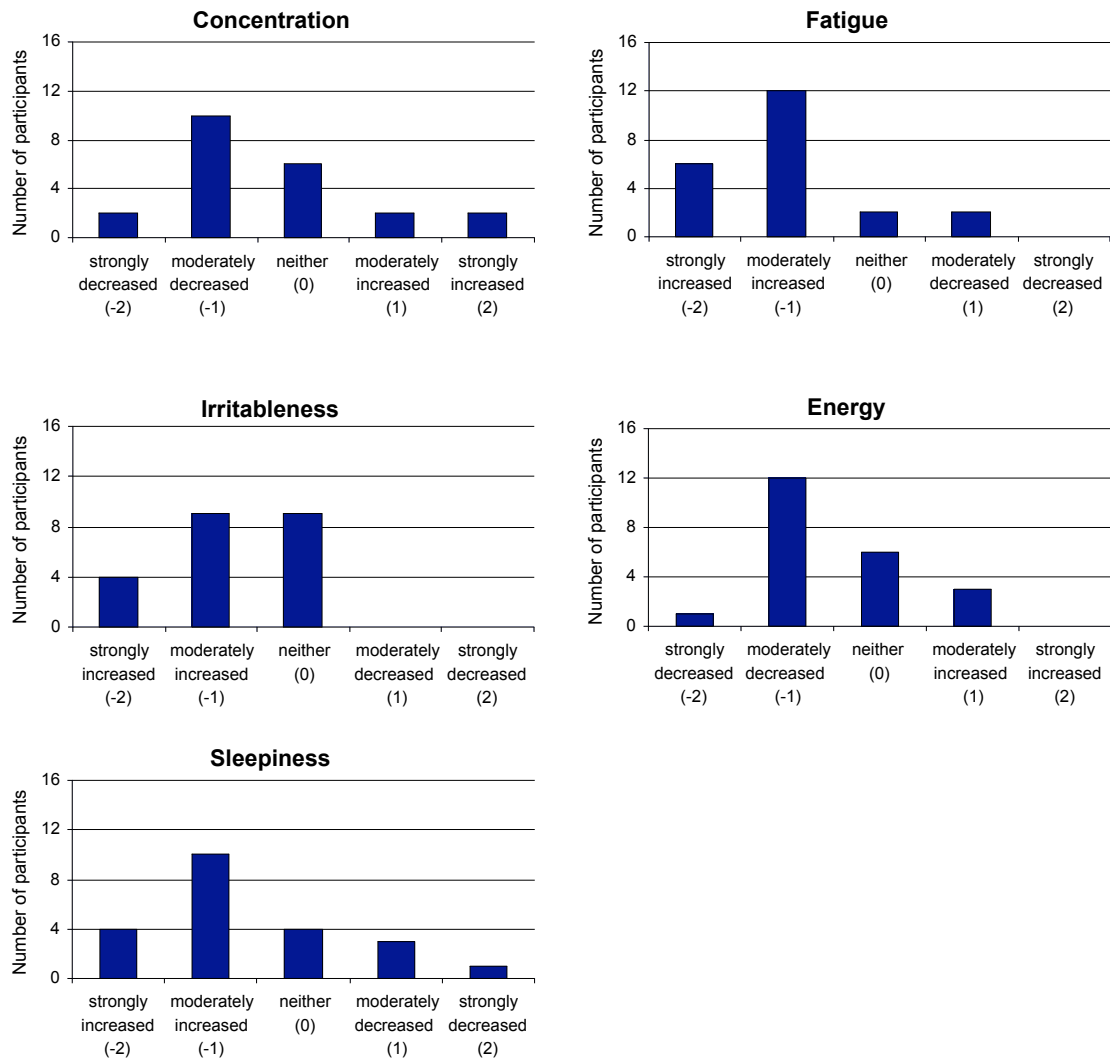 Concentration
Number of participants
16
12
8
4
0
strongly moderately neither moderately strongly
decreased decreased (0) increased increased
(-2) (-1) (1) (2)
Fatigue
Number of participants
16
12
8
4
0
strongly moderately neither moderately strongly
increased increased (0) decreased decreased
(-2) (-1) (1) (2)
Irritableness
Number of participants
16
12
8
4
0
strongly moderately neither moderately strongly
increased increased (0) decreased decreased
(-2) (-1) (1) (2)
Energy
Number of participants
16
12
8
4
0
strongly moderately neither moderately strongly
decreased decreased (0) increased increased
(-2) (-1) (1) (2)
Sleepiness
Number of participants
16
12
8
4
0
strongly moderately neither moderately strongly
increased increased (0) decreased decreased
(-2) (-1) (1) (2)